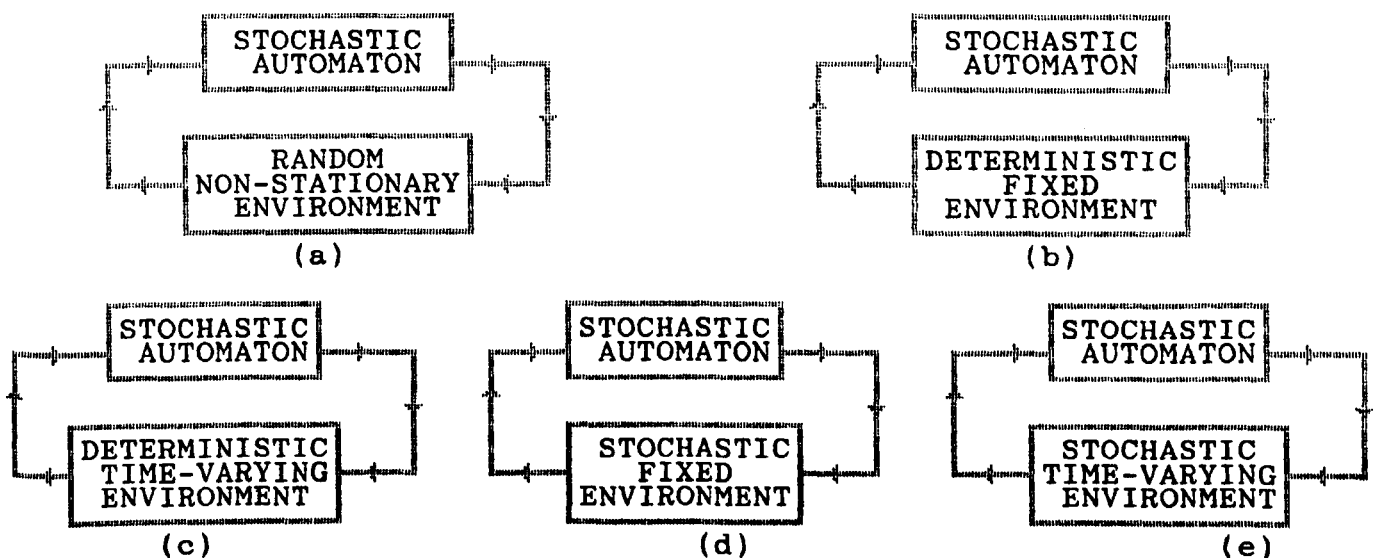 STOCHASTIC
AUTOMATON
RANDOM
NON-STATIONARY
ENVIRONMENT
(a)
STOCHASTIC
AUTOMATON
DETERMINISTIC
FIXED
ENVIRONMENT
(b)
STOCHASTIC
AUTOMATON
DETERMINISTIC
TIME-VARYING
ENVIRONMENT
(c)
STOCHASTIC
AUTOMATON
STOCHASTIC
FIXED
ENVIRONMENT
(d)
STOCHASTIC
AUTOMATON
STOCHASTIC
TIME-VARYING
ENVIRONMENT
(e)